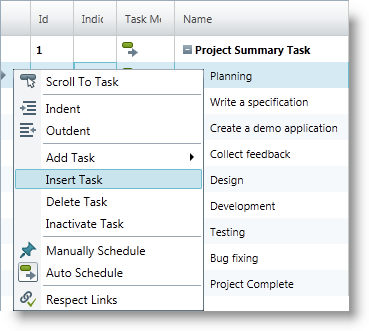 Id Indic Task Mo Name
1 Project Summary Task
Planning
Write a specification
Create a demo application
Collect feedback
Design
Development
Testing
Bug fixing
Project Complete
Scroll To Task
Indent
Outdent
Add Task
Insert Task
Delete Task
Inactivate Task
Manually Schedule
Auto Schedule
Respect Links